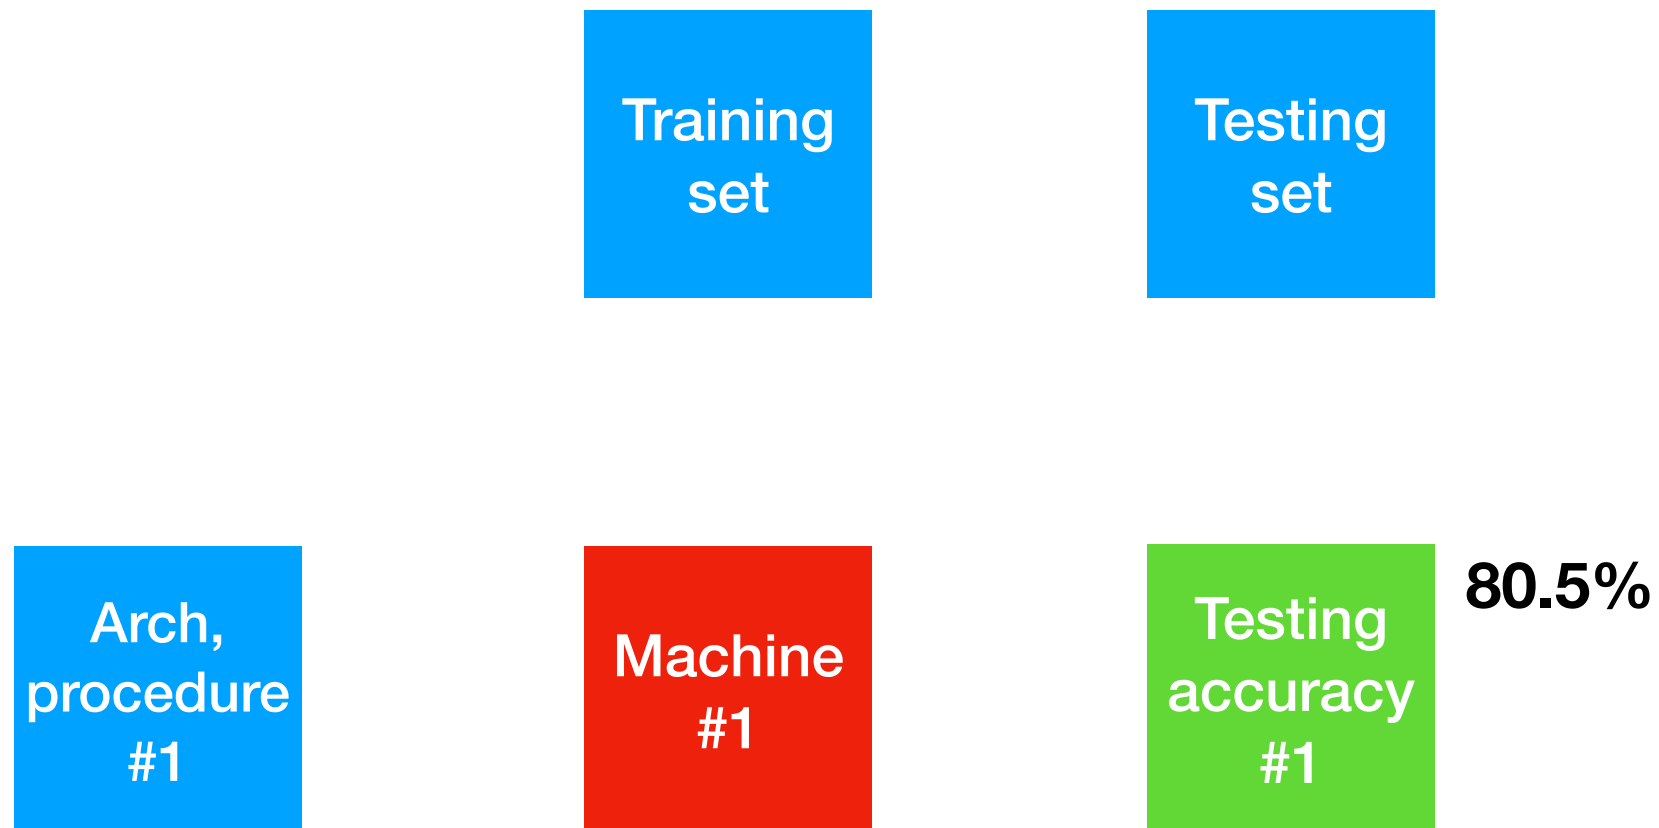 Training
set
Testing
set
Arch,
procedure
#1
Machine
#1
Testing
accuracy
#1
80.5%